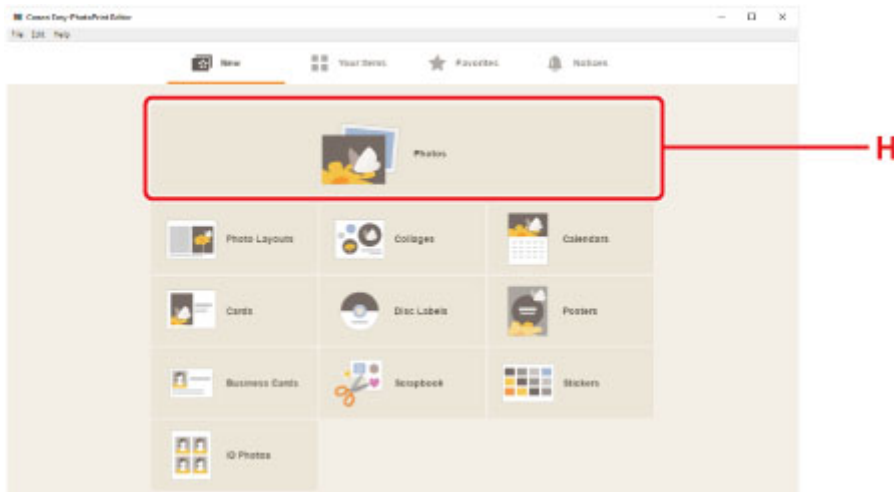 Canon Easy-PhotoPrint Editor
File Edit Help
New Your Items Favorites Notices
Photos
H
Photo Layouts Collages Calendars
Cards Disc Labels Posters
Business Cards Scrapbook Stickers
ID Photos